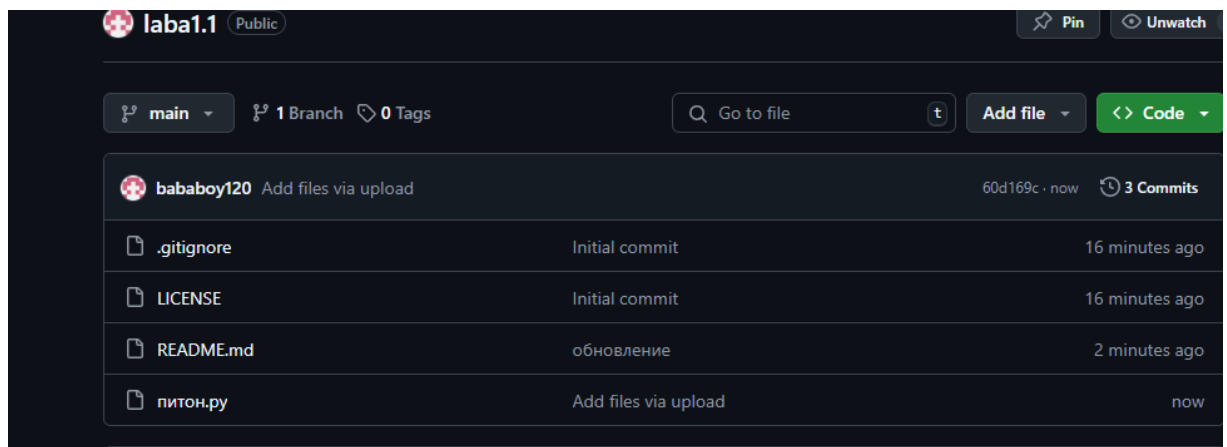 laba1.1 Public Pin Unwatch
main 1 Branch 0 Tags Go to file t Add file Code
bababoy120 Add files via upload 60d169c · now 3 Commits
.gitignore Initial commit 16 minutes ago
LICENSE Initial commit 16 minutes ago
README.md обновление 2 minutes ago
питон.py Add files via upload now